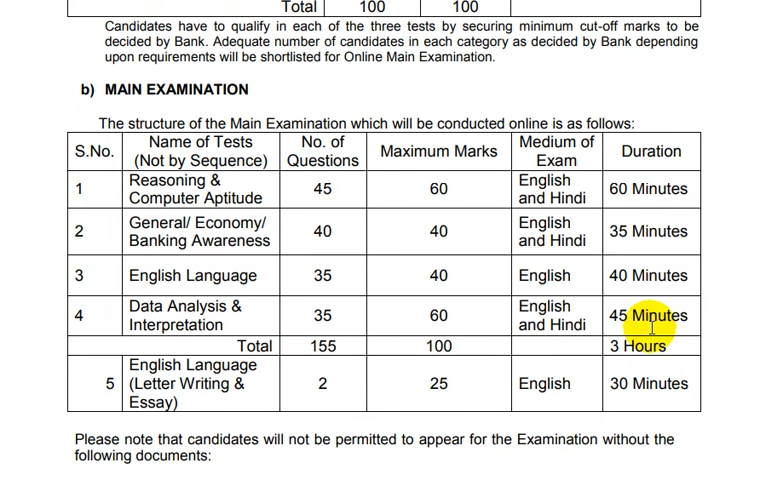 Total 100 100
Candidates have to qualify in each of the three tests by securing minimum cut-off marks to be
decided by Bank. Adequate number of candidates in each category as decided by Bank depending
upon requirements will be shortlisted for Online Main Examination.
b) MAIN EXAMINATION
The structure of the Main Examination which will be conducted online is as follows:
S.No. Name of Tests (Not by Sequence) No. of Questions Maximum Marks Medium of Exam Duration
1 Reasoning & Computer Aptitude 45 60 English and Hindi 60 Minutes
2 General/ Economy/ Banking Awareness 40 40 English and Hindi 35 Minutes
3 English Language 35 40 English 40 Minutes
4 Data Analysis & Interpretation 35 60 English and Hindi 45 Minutes
Total 155 100 3 Hours
5 English Language (Letter Writing & Essay) 2 25 English 30 Minutes
Please note that candidates will not be permitted to appear for the Examination without the
following documents: